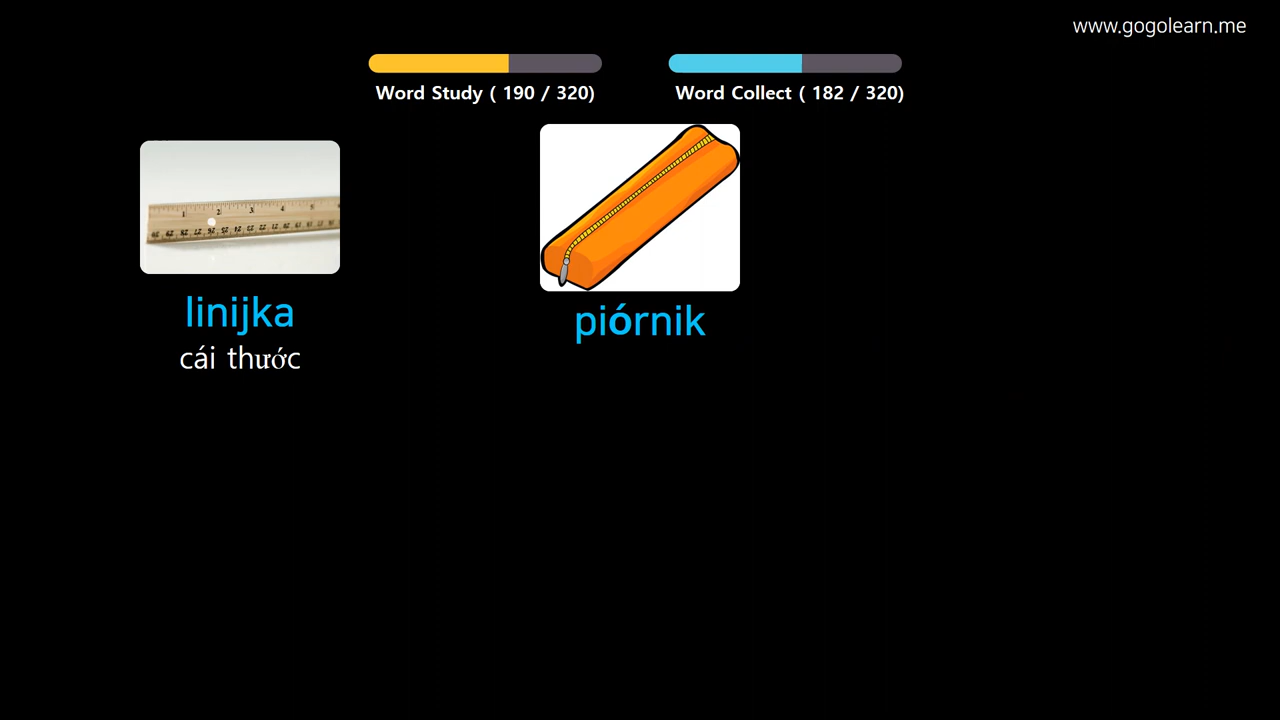 www.gogolearn.me
Word Study ( 190 / 320)
Word Collect ( 182 / 320)
linijka
cái thước
piórnik